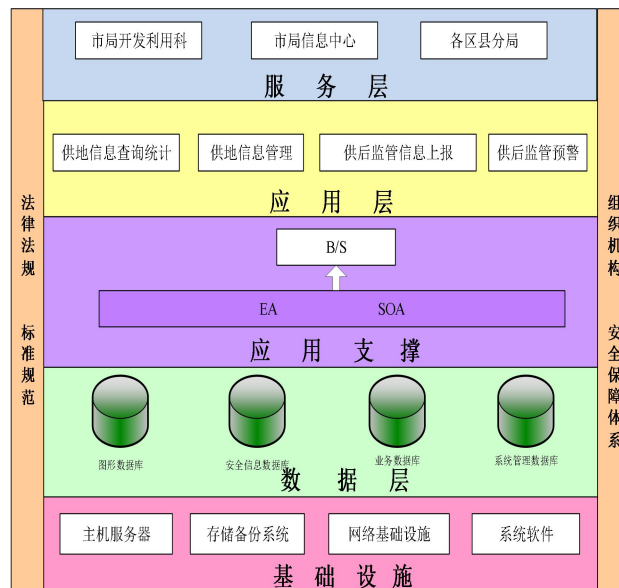 市局开发利用科
市局信息中心
各区县分局
服务层
供地信息查询统计
供地信息管理
供后监管信息上报
供后监管预警
应用层
B/S
EA
SOA
应用支撑
图形数据库
安全信息数据库
业务数据库
系统管理数据库
数据层
主机服务器
存储备份系统
网络基础设施
系统软件
基础设施
法律法规
标准规范
组织机构
安全保障体系